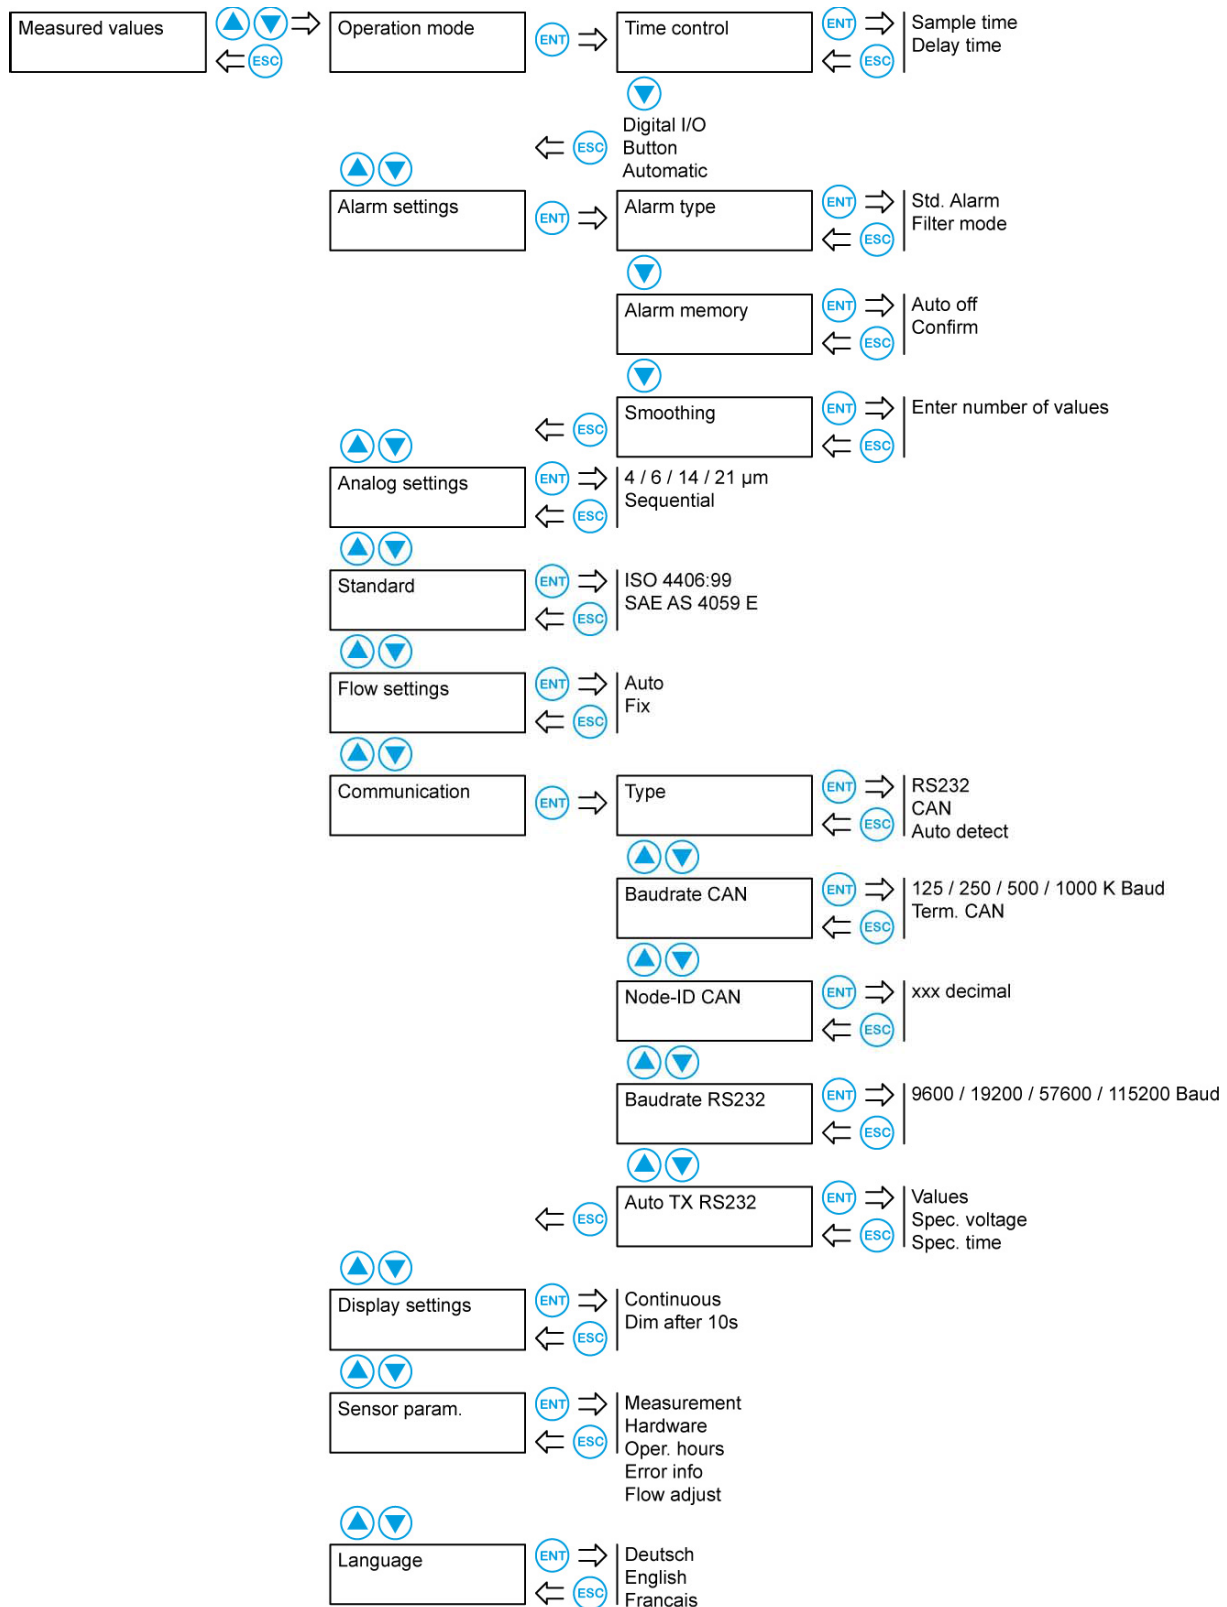 Measured values
ESC
Operation mode
ENT
Time control
ENT
ESC
Sample time
Delay time
Digital I/O
Button
Automatic
ESC
Alarm settings
ENT
Alarm type
ENT
ESC
Std. Alarm
Filter mode
Alarm memory
ENT
ESC
Auto off
Confirm
ESC
Smoothing
ENT
ESC
Enter number of values
Analog settings
ENT
ESC
4 / 6 / 14 / 21 µm
Sequential
Standard
ENT
ESC
ISO 4406:99
SAE AS 4059 E
Flow settings
ENT
ESC
Auto
Fix
Communication
ENT
Type
ENT
ESC
RS232
CAN
Auto detect
Baudrate CAN
ENT
ESC
125 / 250 / 500 / 1000 K Baud
Term. CAN
Node-ID CAN
ENT
ESC
xxx decimal
Baudrate RS232
ENT
ESC
9600 / 19200 / 57600 / 115200 Baud
ESC
Auto TX RS232
ENT
ESC
Values
Spec. voltage
Spec. time
Display settings
ENT
ESC
Continuous
Dim after 10s
Sensor param.
ENT
ESC
Measurement
Hardware
Oper. hours
Error info
Flow adjust
Language
ENT
ESC
Deutsch
English
Francais